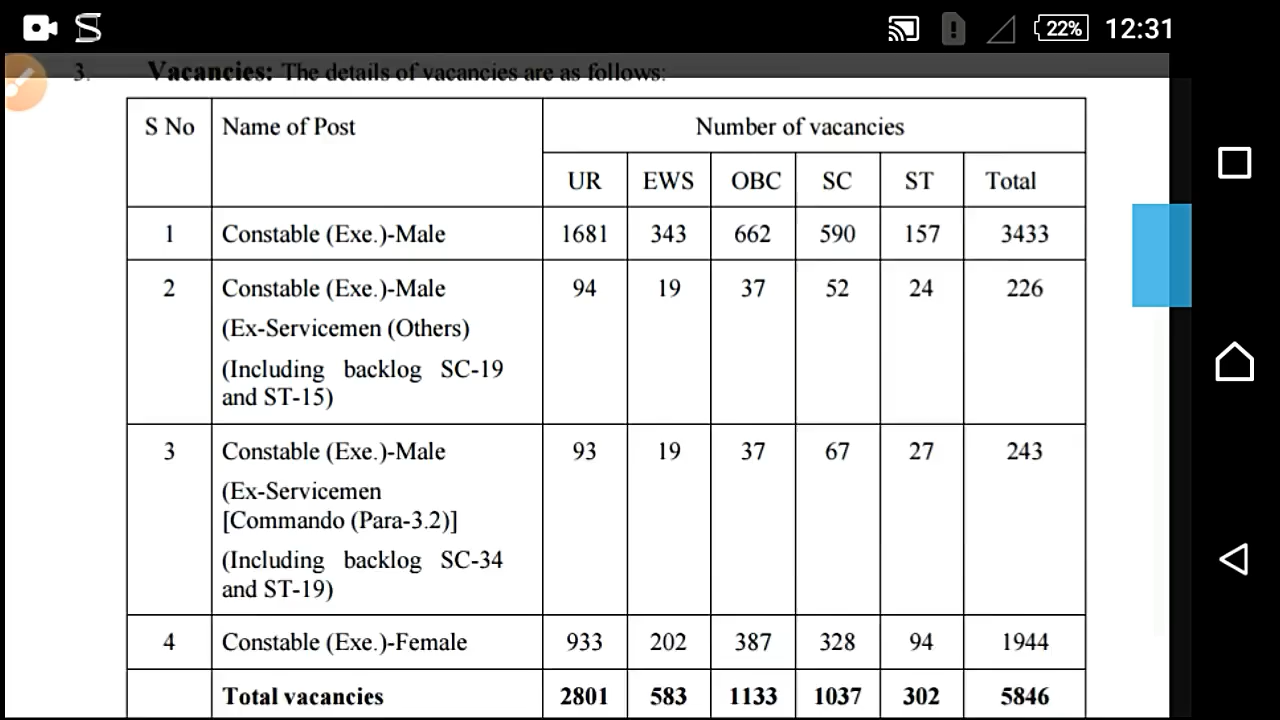 22% 12:31
3. Vacancies: The details of vacancies are as follows:
S No Name of Post Number of vacancies
UR EWS OBC SC ST Total
1 Constable (Exe.)-Male 1681 343 662 590 157 3433
2 Constable (Exe.)-Male 94 19 37 52 24 226
(Ex-Servicemen (Others)
(Including backlog SC-19
and ST-15)
3 Constable (Exe.)-Male 93 19 37 67 27 243
(Ex-Servicemen
[Commando (Para-3.2)]
(Including backlog SC-34
and ST-19)
4 Constable (Exe.)-Female 933 202 387 328 94 1944
Total vacancies 2801 583 1133 1037 302 5846